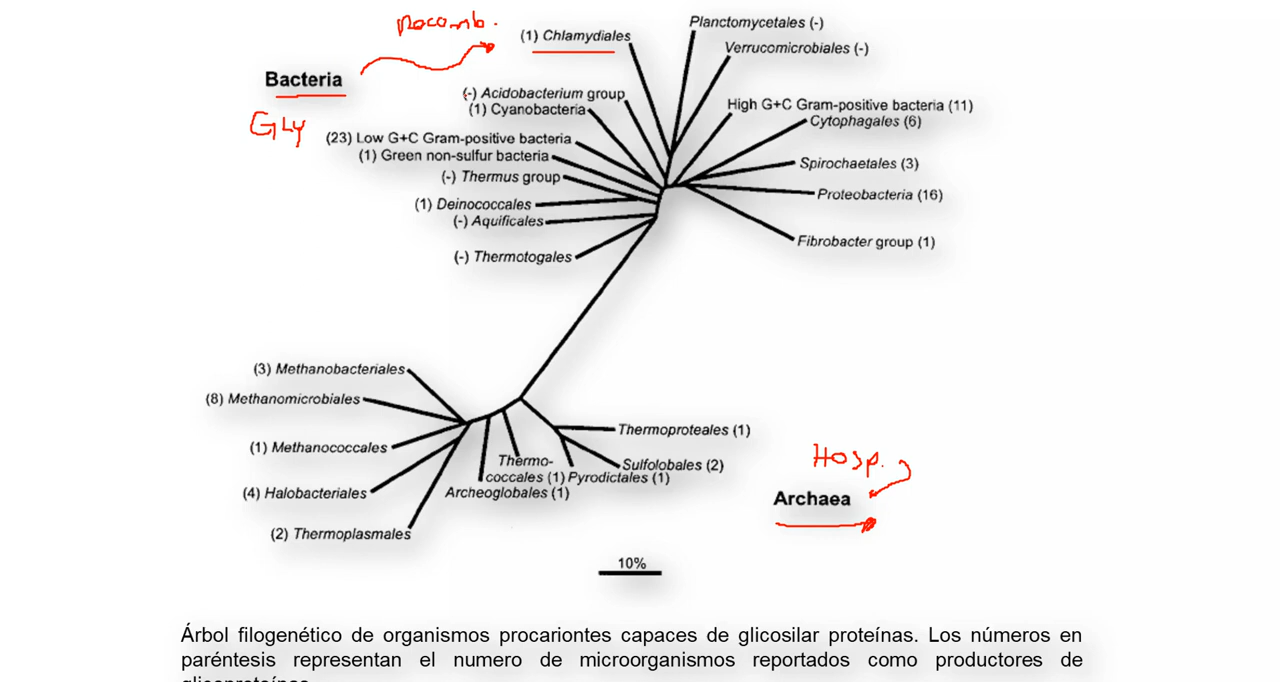 Recomb.
Planctomycetales (-)
(1) Chlamydiales
Verrucomicrobiales (-)
Bacteria
(-) Acidobacterium group
High G+C Gram-positive bacteria (11)
(1) Cyanobacteria
Cytophagales (6)
Gly
(23) Low G+C Gram-positive bacteria
(1) Green non-sulfur bacteria
Spirochaetales (3)
(-) Thermus group
Proteobacteria (16)
(1) Deinococcales
(-) Aquificales
Fibrobacter group (1)
(-) Thermotogales
(3) Methanobacteriales
(8) Methanomicrobiales
Thermoproteales (1)
(1) Methanococcales
Hosp.
Thermo-
coccales (1)
Sulfolobales (2)
Pyrodictales (1)
(4) Halobacteriales
Archeoglobales (1)
Archaea
(2) Thermoplasmales
10%
Árbol filogenético de organismos procariontes capaces de glicosilar proteínas. Los números en
paréntesis representan el numero de microorganismos reportados como productores de